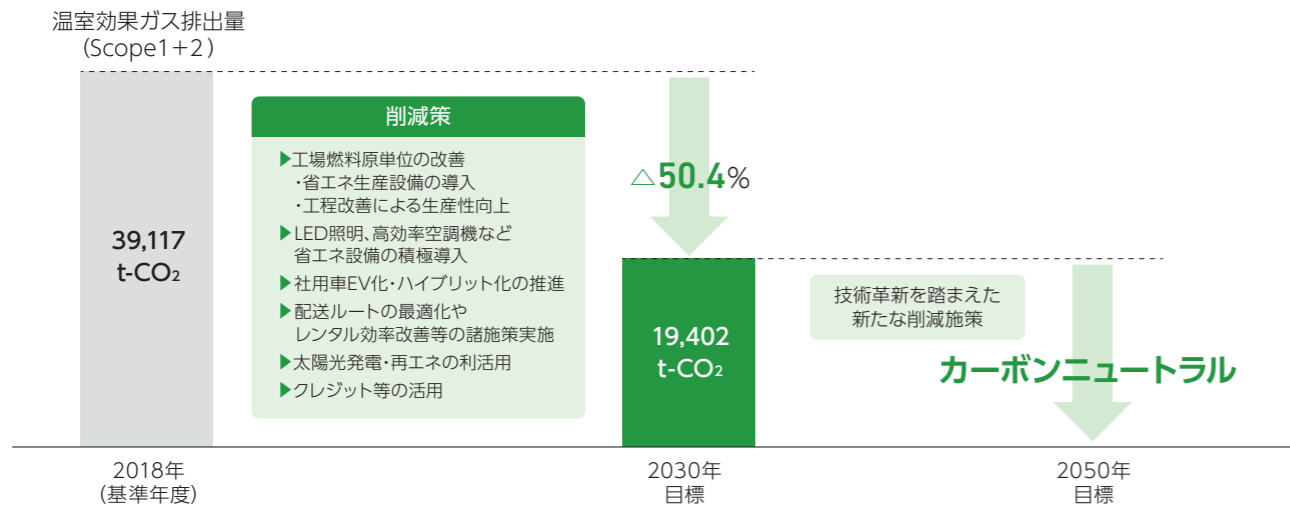 温室効果ガス排出量
(Scope1+2)
39,117
t-CO₂
削減策
▶工場燃料原単位の改善
・省エネ生産設備の導入
・工程改善による生産性向上
▶LED照明、高効率空調機など
省エネ設備の積極導入
▶社用車EV化・ハイブリット化の推進
▶配送ルートの最適化や
レンタル効率改善等の諸施策実施
▶太陽光発電・再エネの利活用
▶クレジット等の活用
△50.4%
19,402
t-CO₂
技術革新を踏まえた
新たな削減施策
カーボンニュートラル
2018年
(基準年度)
2030年
目標
2050年
目標